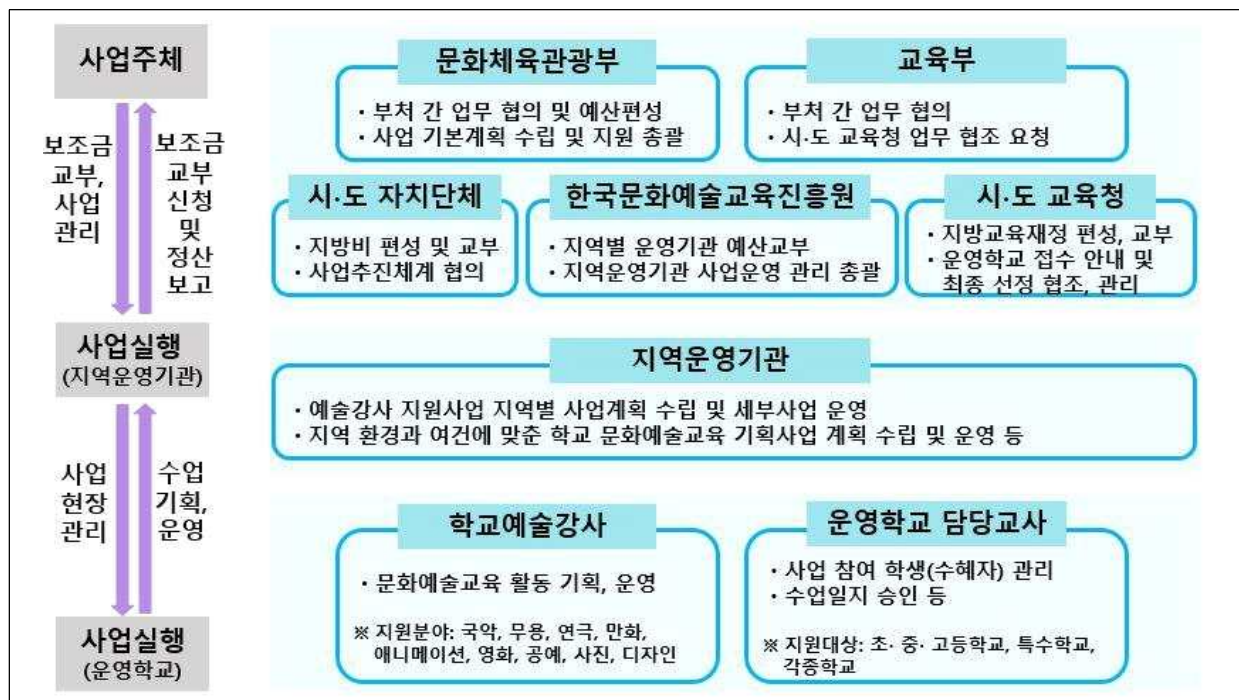 사업주체
보조금
교부,
사업
관리
보조금
교부
신청
및
정산
보고
문화체육관광부
· 부처 간 업무 협의 및 예산편성
· 사업 기본계획 수립 및 지원 총괄
교육부
· 부처 간 업무 협의
· 시·도 교육청 업무 협조 요청
시·도 자치단체
· 지방비 편성 및 교부
· 사업추진체계 협의
한국문화예술교육진흥원
· 지역별 운영기관 예산교부
· 지역운영기관 사업운영 관리 총괄
시·도 교육청
· 지방교육재정 편성, 교부
· 운영학교 접수 안내 및
최종 선정 협조, 관리
사업실행
(지역운영기관)
지역운영기관
· 예술강사 지원사업 지역별 사업계획 수립 및 세부사업 운영
· 지역 환경과 여건에 맞춘 학교 문화예술교육 기획사업 계획 수립 및 운영 등
사업
현장
관리
수업
기획,
운영
학교예술강사
· 문화예술교육 활동 기획, 운영
※ 지원분야: 국악, 무용, 연극, 만화,
애니메이션, 영화, 공예, 사진, 디자인
운영학교 담당교사
· 사업 참여 학생(수혜자) 관리
· 수업일지 승인 등
※ 지원대상: 초· 중· 고등학교, 특수학교,
각종학교
사업실행
(운영학교)